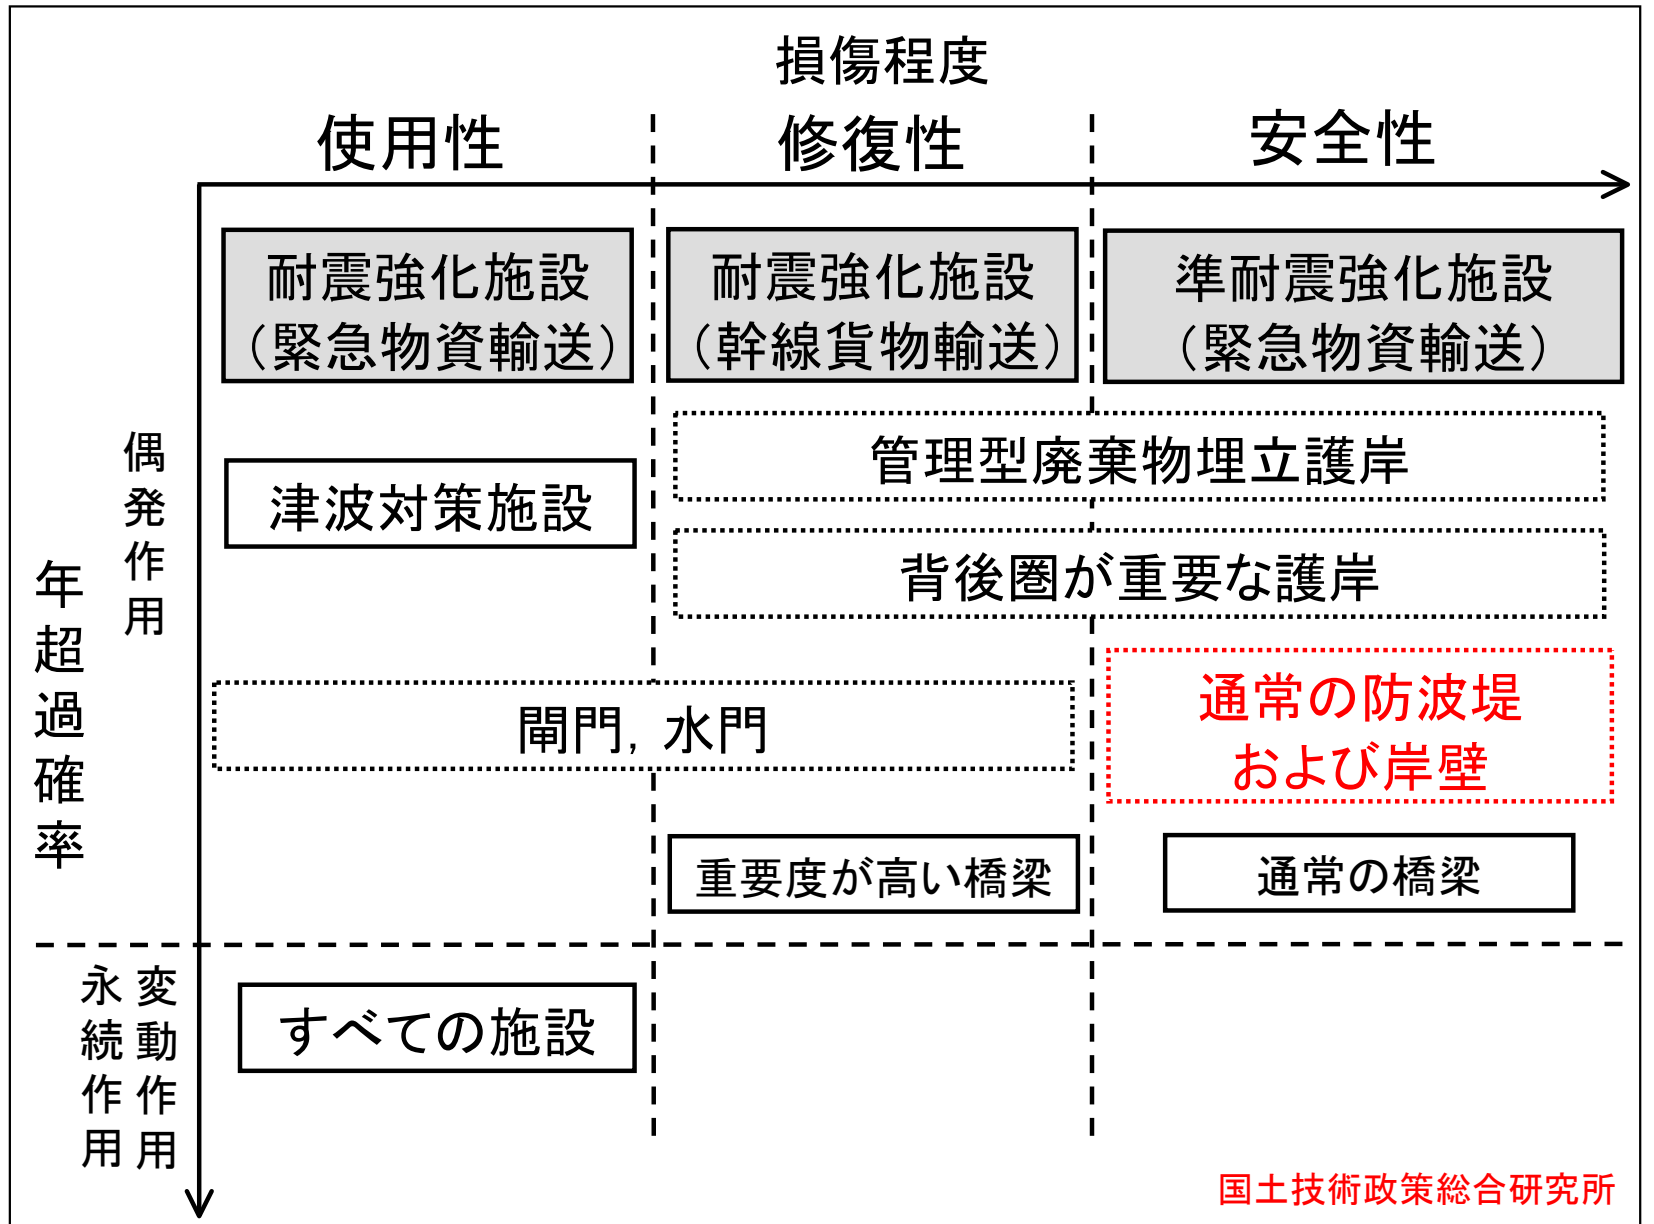 損傷程度
使用性
修復性
安全性
耐震強化施設
（緊急物資輸送）
耐震強化施設
（幹線貨物輸送）
準耐震強化施設
（緊急物資輸送）
管理型廃棄物埋立護岸
津波対策施設
背後圏が重要な護岸
通常の防波堤
および岸壁
閘門，水門
重要度が高い橋梁
通常の橋梁
すべての施設
年超過確率
偶発作用
変動作用
永続作用
国土技術政策総合研究所